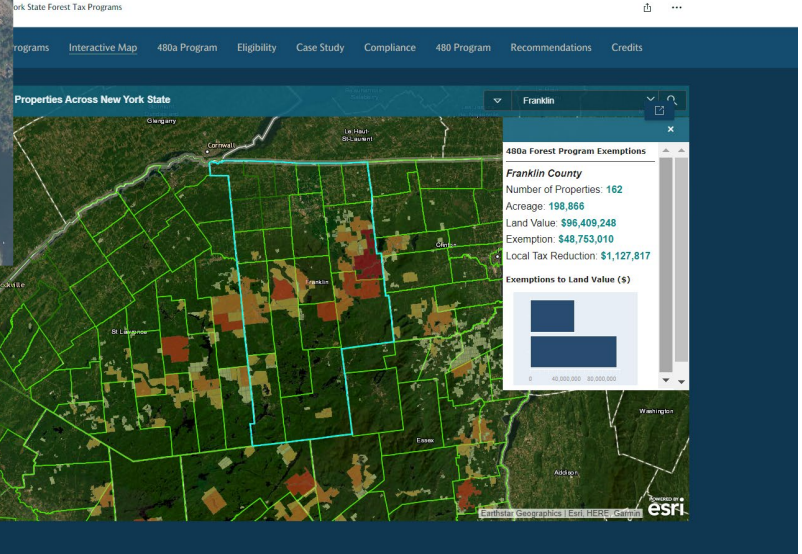 ork State Forest Tax Programs
rograms Interactive Map 480a Program Eligibility Case Study Compliance 480 Program Recommendations Credits
Properties Across New York State
Franklin
Glengarry
Le Haut-
St-Laurent
Cornwall
480a Forest Program Exemptions
Franklin County
Number of Properties: 162
Acreage: 198,866
Land Value: $96,409,248
Exemption: $48,753,010
Local Tax Reduction: $1,127,817
Exemptions to Land Value ($)
0 40,000,000 80,000,000
Clinton
Franklin
St Lawrence
Essex
Washington
Addison
Earthstar Geographics | Esri, HERE, Garmin
POWERED BY
esri